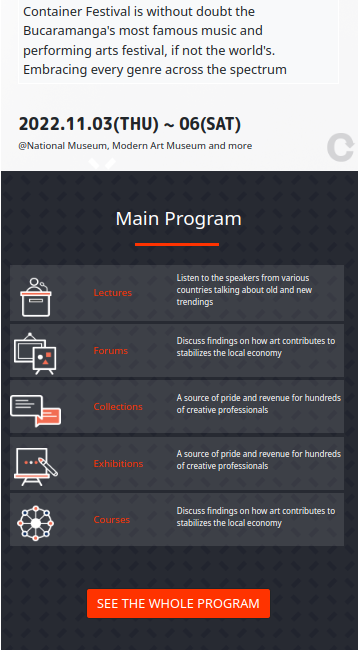 Container Festival is without doubt the
Bucaramanga's most famous music and
performing arts festival, if not the world's.
Embracing every genre across the spectrum
2022.11.03(THU) ~ 06(SAT)
@National Museum, Modern Art Museum and more
Main Program
Lectures
Listen to the speakers from various
countries talking about old and new
trendings
Forums
Discuss findings on how art contributes to
stabilizes the local economy
Collections
A source of pride and revenue for hundreds
of creative professionals
Exhibitions
A source of pride and revenue for hundreds
of creative professionals
Courses
Discuss findings on how art contributes to
stabilizes the local economy
SEE THE WHOLE PROGRAM